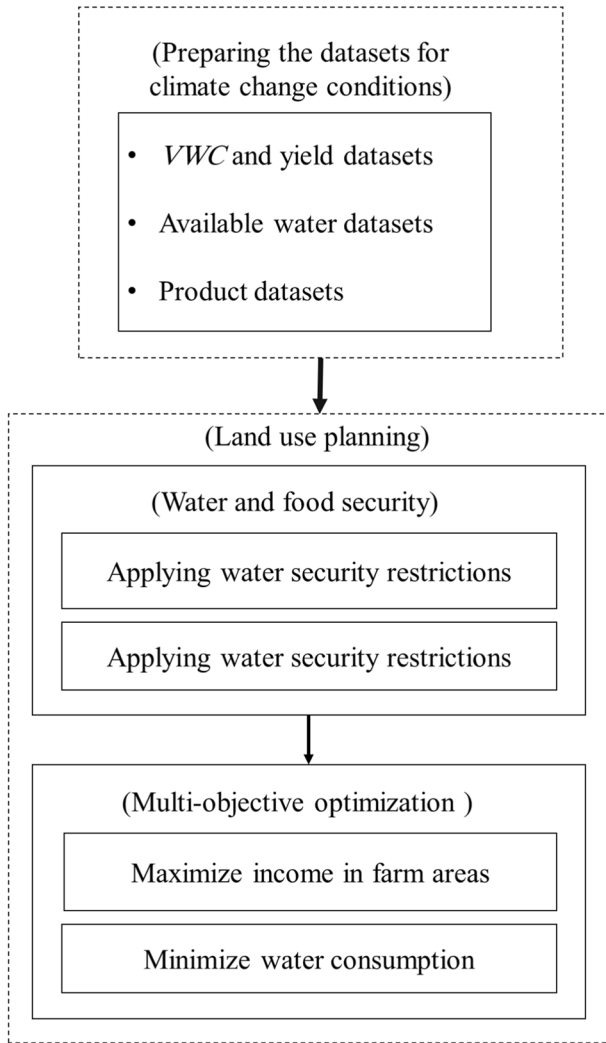 (Preparing the datasets for
climate change conditions)
• VWC and yield datasets
• Available water datasets
• Product datasets
(Land use planning)
(Water and food security)
Applying water security restrictions
Applying water security restrictions
(Multi-objective optimization )
Maximize income in farm areas
Minimize water consumption